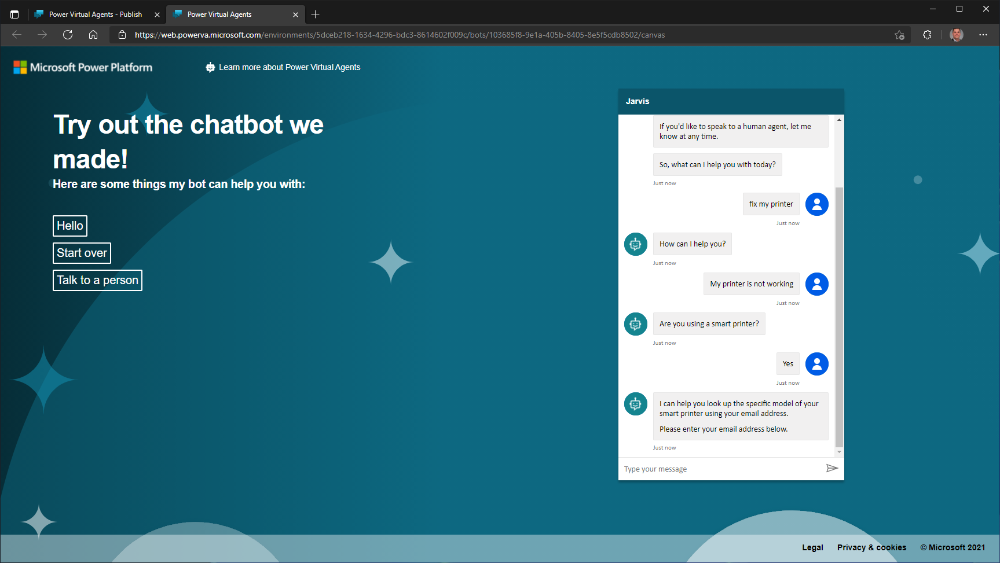 Power Virtual Agents - Publish
Power Virtual Agents
https://web.powerva.microsoft.com/environments/5dceb218-1634-4296-bdc3-8614602f009c/bots/103685f8-9e1a-405b-8405-8e5f5cdb8502/canvas
Microsoft Power Platform
Learn more about Power Virtual Agents
Try out the chatbot we
made!
Here are some things my bot can help you with:
Hello
Start over
Talk to a person
Jarvis
If you'd like to speak to a human agent, let me
know at any time.
So, what can I help you with today?
Just now
fix my printer
Just now
How can I help you?
Just now
My printer is not working
Just now
Are you using a smart printer?
Just now
Yes
Just now
I can help you look up the specific model of your
smart printer using your email address.
Please enter your email address below.
Just now
Type your message
Legal
Privacy & cookies
© Microsoft 2021